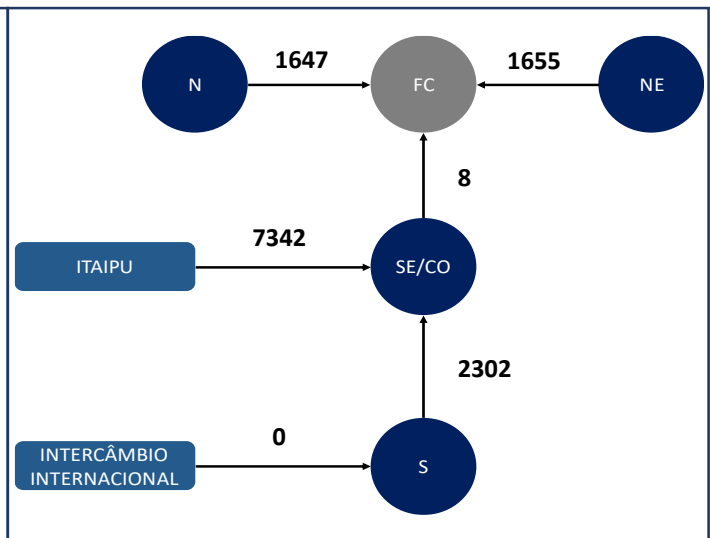 1647
1655
N
FC
NE
8
7342
ITAIPU
SE/CO
2302
0
INTERCÂMBIO
INTERNACIONAL
S